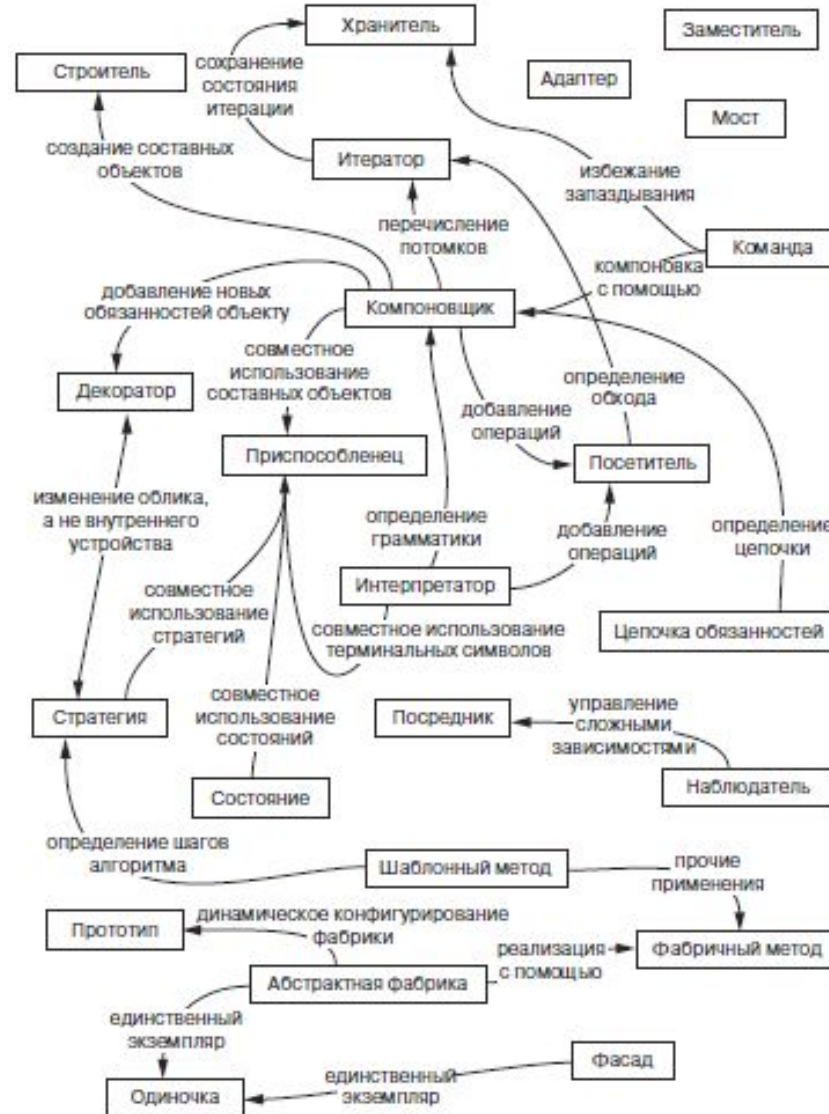 Хранитель
Заместитель
Строитель
сохранение
состояния
итерации
Адаптер
Мост
создание составных
объектов
Итератор
избежание
запаздывания
перечисление
потомков
Команда
компоновка
с помощью
добавление новых
обязанностей объекту
Компоновщик
совместное
использование
составных объектов
Декоратор
определение
обхода
добавление
операций
Приспособленец
Посетитель
изменение облика,
а не внутреннего
устройства
определение
грамматики
добавление
операций
определение
цепочки
совместное
использование
стратегий
Интерпретатор
совместное использование
терминальных символов
Цепочка обязанностей
Стратегия
совместное
использование
состояний
Посредник
управление
сложными
зависимостями
Состояние
Наблюдатель
определение шагов
алгоритма
Шаблонный метод
прочие
применения
Прототип
динамическое конфигурирование
фабрики
реализация
с помощью
Фабричный метод
Абстрактная фабрика
единственный
экземпляр
Фасад
Одиночка
единственный
экземпляр